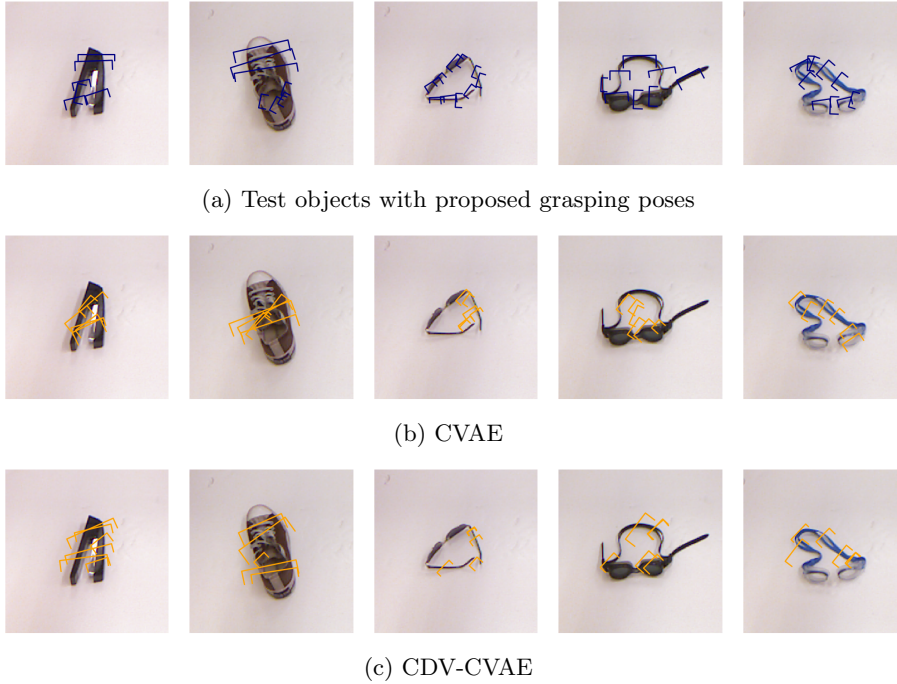 (a) Test objects with proposed grasping poses
(b) CVAE
(c) CDV-CVAE